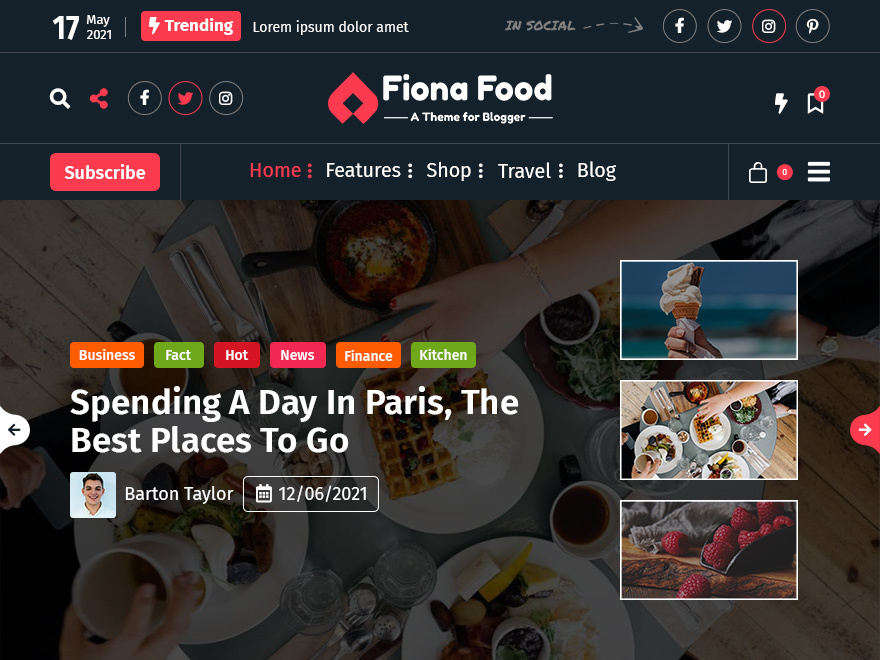 17 May 2021
Trending
Lorem ipsum dolor amet
IN SOCIAL
Fiona Food
A Theme for Blogger
0
Subscribe
Home
Features
Shop
Travel
Blog
0
Business
Fact
Hot
News
Finance
Kitchen
Spending A Day In Paris, The
Best Places To Go
Barton Taylor
12/06/2021